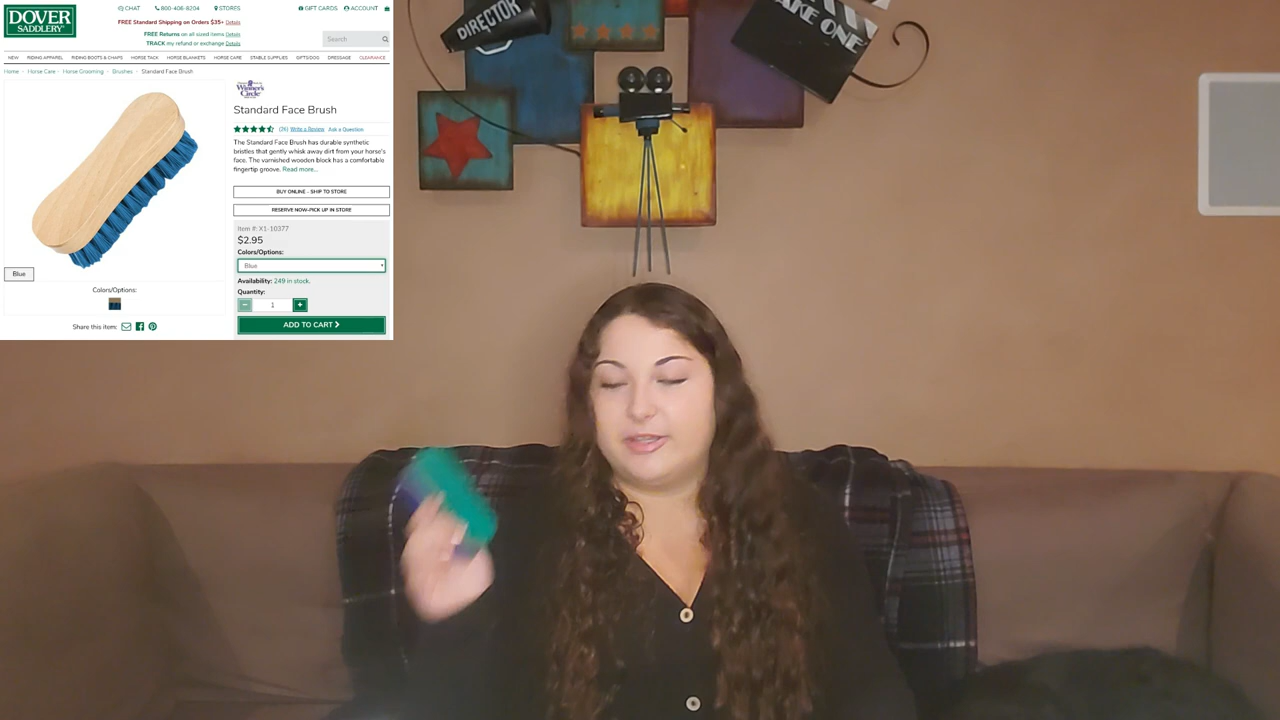 DOVER
SADDLERY
CHAT
800-406-8204
STORES
GIFT CARDS
ACCOUNT
FREE Standard Shipping on Orders $35+ Details
FREE Returns on all sized items Details
TRACK my refund or exchange Details
Search
NEW RIDING APPAREL RIDING BOOTS & CHAPS HORSE TACK HORSE BLANKETS HORSE CARE STABLE SUPPLIES GIFTS/DOG DRESSAGE CLEARANCE
Home - Horse Care - Horse Grooming - Brushes - Standard Face Brush
Winner's
Circle
Standard Face Brush
(26) Write a Review Ask a Question
The Standard Face Brush has durable synthetic
bristles that gently whisk away dirt from your horse's
face. The varnished wooden block has a comfortable
fingertip groove. Read more...
BUY ONLINE - SHIP TO STORE
RESERVE NOW-PICK UP IN STORE
Item #: X1-10377
$2.95
Colors/Options:
Blue
Availability: 249 in stock.
Quantity:
1
ADD TO CART
Blue
Colors/Options:
Share this item:
DIRECTOR
TAKE ONE